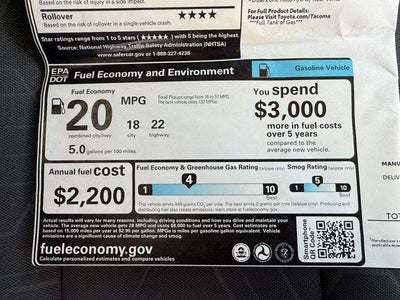 Based on the risk of injury in a side impact.
Rollover ★★★★
Based on the risk of rollover in a single-vehicle crash.
Star ratings range from 1 to 5 stars (★★★★★) with 5 being the highest.
Source: National Highway Traffic Safety Administration (NHTSA)
www.safercar.gov or 1-888-327-4236
For Full Product Details:
Please Visit Toyota.com/Tacoma
**Full Tank of Gas***
EPA
DOT
Fuel Economy and Environment
Gasoline Vehicle
Fuel Economy
20 MPG
combined city/hwy
18
city
22
highway
5.0 gallons per 100 miles
Small Pickups range from 18 to 37 MPG.
The best vehicle rates 132 MPGe.
You spend
$3,000
more in fuel costs
over 5 years
compared to the
average new vehicle.
Annual fuel cost
$2,200
Fuel Economy & Greenhouse Gas Rating (tailpipe only)
4
1
10
Best
Smog Rating (tailpipe only)
5
1
10
Best
This vehicle emits 448 grams CO₂ per mile. The best emits 0 grams per mile (tailpipe only). Producing and
distributing fuel also creates emissions; learn more at fueleconomy.gov.
Actual results will vary for many reasons, including driving conditions and how you drive and maintain your
vehicle. The average new vehicle gets 28 MPG and costs $8,000 to fuel over 5 years. Cost estimates are
based on 15,000 miles per year at $2.95 per gallon. MPGe is miles per gasoline gallon equivalent. Vehicle
emissions are a significant cause of climate change and smog.
fueleconomy.gov
Calculate personalized estimates and compare vehicles
Smartphone
QR Code™
MANU
DELIV
TOT